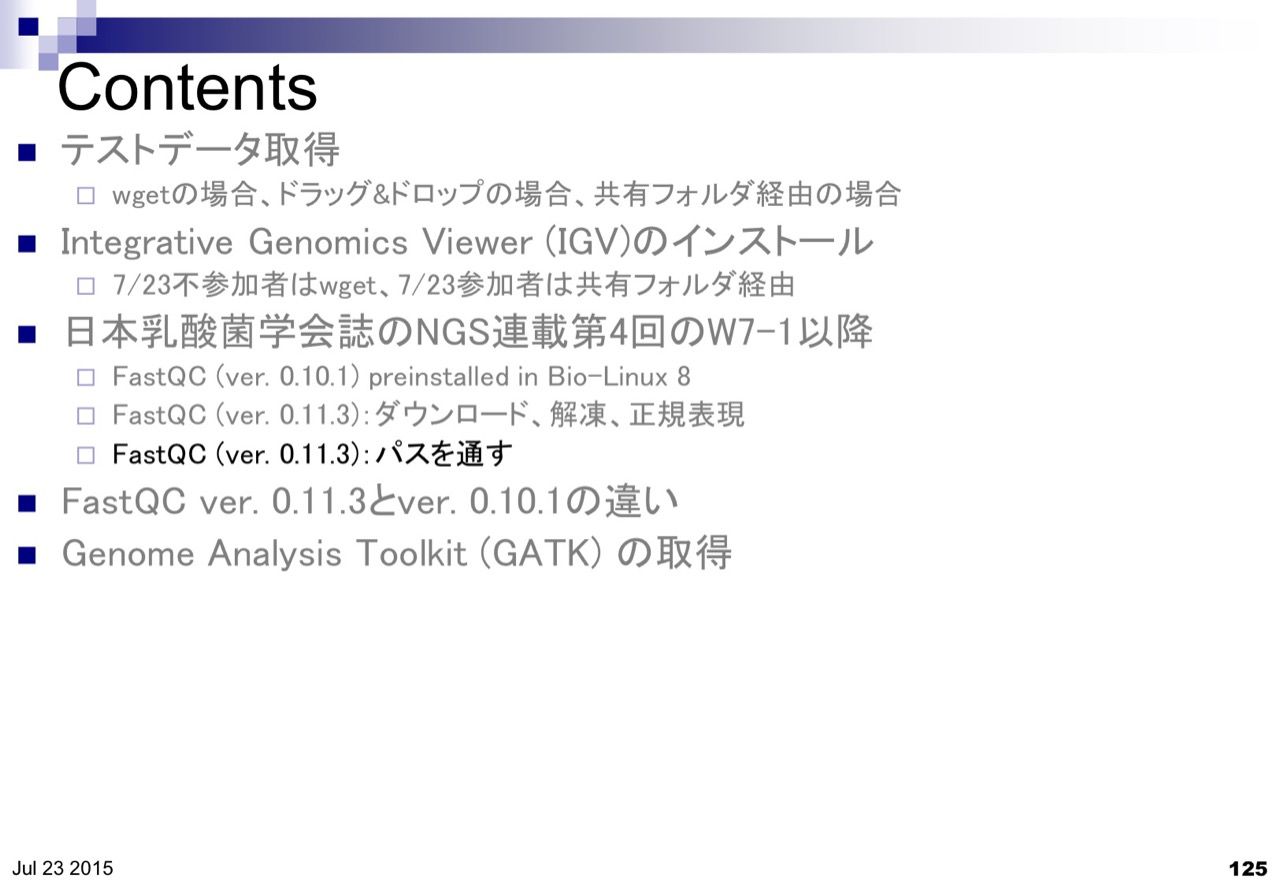 Contents
テストデータ取得
wgetの場合、ドラッグ&ドロップの場合、共有フォルダ経由の場合
Integrative Genomics Viewer (IGV)のインストール
7/23不参加者はwget、7/23参加者は共有フォルダ経由
日本乳酸菌学会誌のNGS連載第4回のW7-1以降
FastQC (ver. 0.10.1) preinstalled in Bio-Linux 8
FastQC (ver. 0.11.3):ダウンロード、解凍、正規表現
FastQC (ver. 0.11.3):パスを通す
FastQC ver. 0.11.3とver. 0.10.1の違い
Genome Analysis Toolkit (GATK) の取得
Jul 23 2015
125